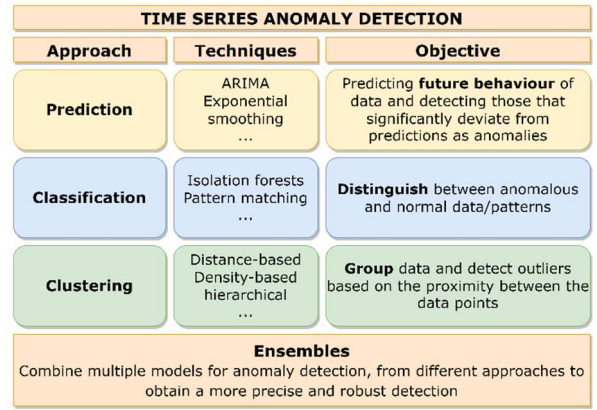 TIME SERIES ANOMALY DETECTION
Approach
Techniques
Objective
Prediction
ARIMA
Exponential
smoothing
...
Predicting future behaviour of
data and detecting those that
significantly deviate from
predictions as anomalies
Classification
Isolation forests
Pattern matching
...
Distinguish between anomalous
and normal data/patterns
Clustering
Distance-based
Density-based
hierarchical
...
Group data and detect outliers
based on the proximity between the
data points
Ensembles
Combine multiple models for anomaly detection, from different approaches to
obtain a more precise and robust detection